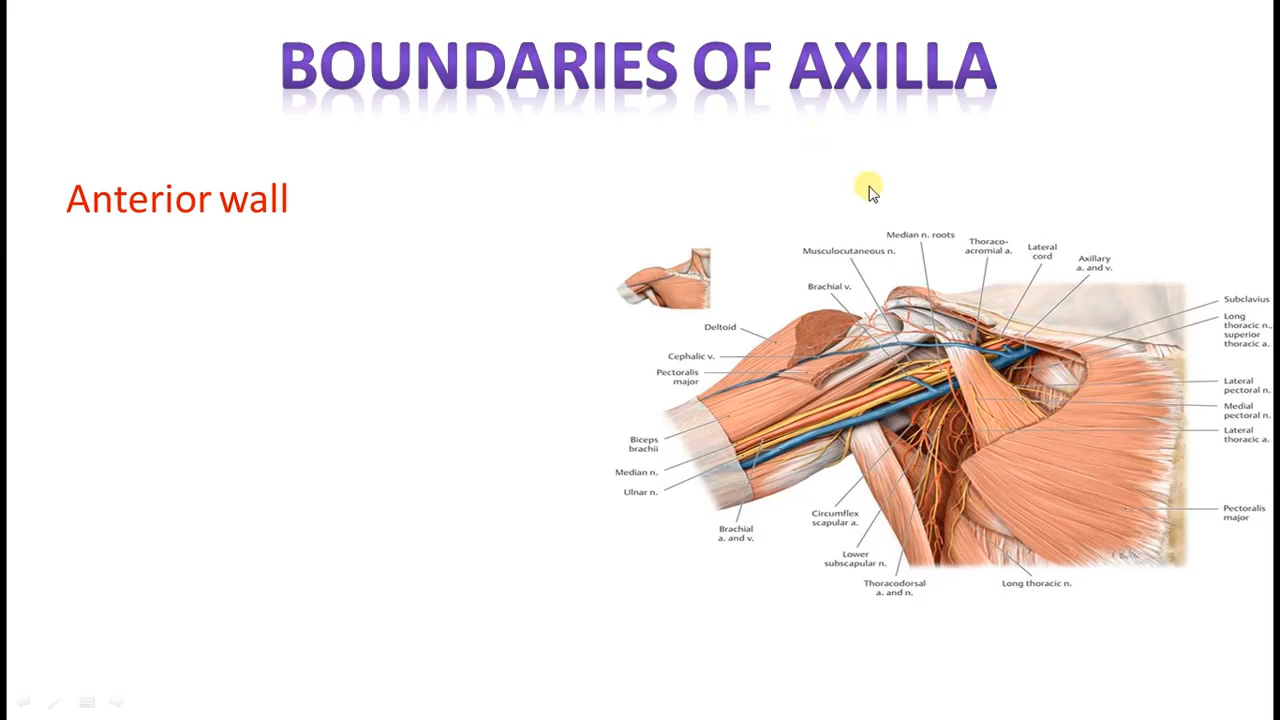 BOUNDARIES OF AXILLA
Anterior wall
Median n. roots
Musculocutaneous n.
Thoraco-
acromial a.
Lateral
cord
Axillary
a. and v.
Brachial v.
Subclavius
Long
thoracic n.,
superior
thoracic a.
Deltoid
Cephalic v.
Pectoralis
major
Lateral
pectoral n.
Medial
pectoral n.
Lateral
thoracic a.
Biceps
brachii
Median n.
Ulnar n.
Brachial
a. and v.
Circumflex
scapular a.
Lower
subscapular n.
Thoracodorsal
a. and n.
Long thoracic n.
Pectoralis
major